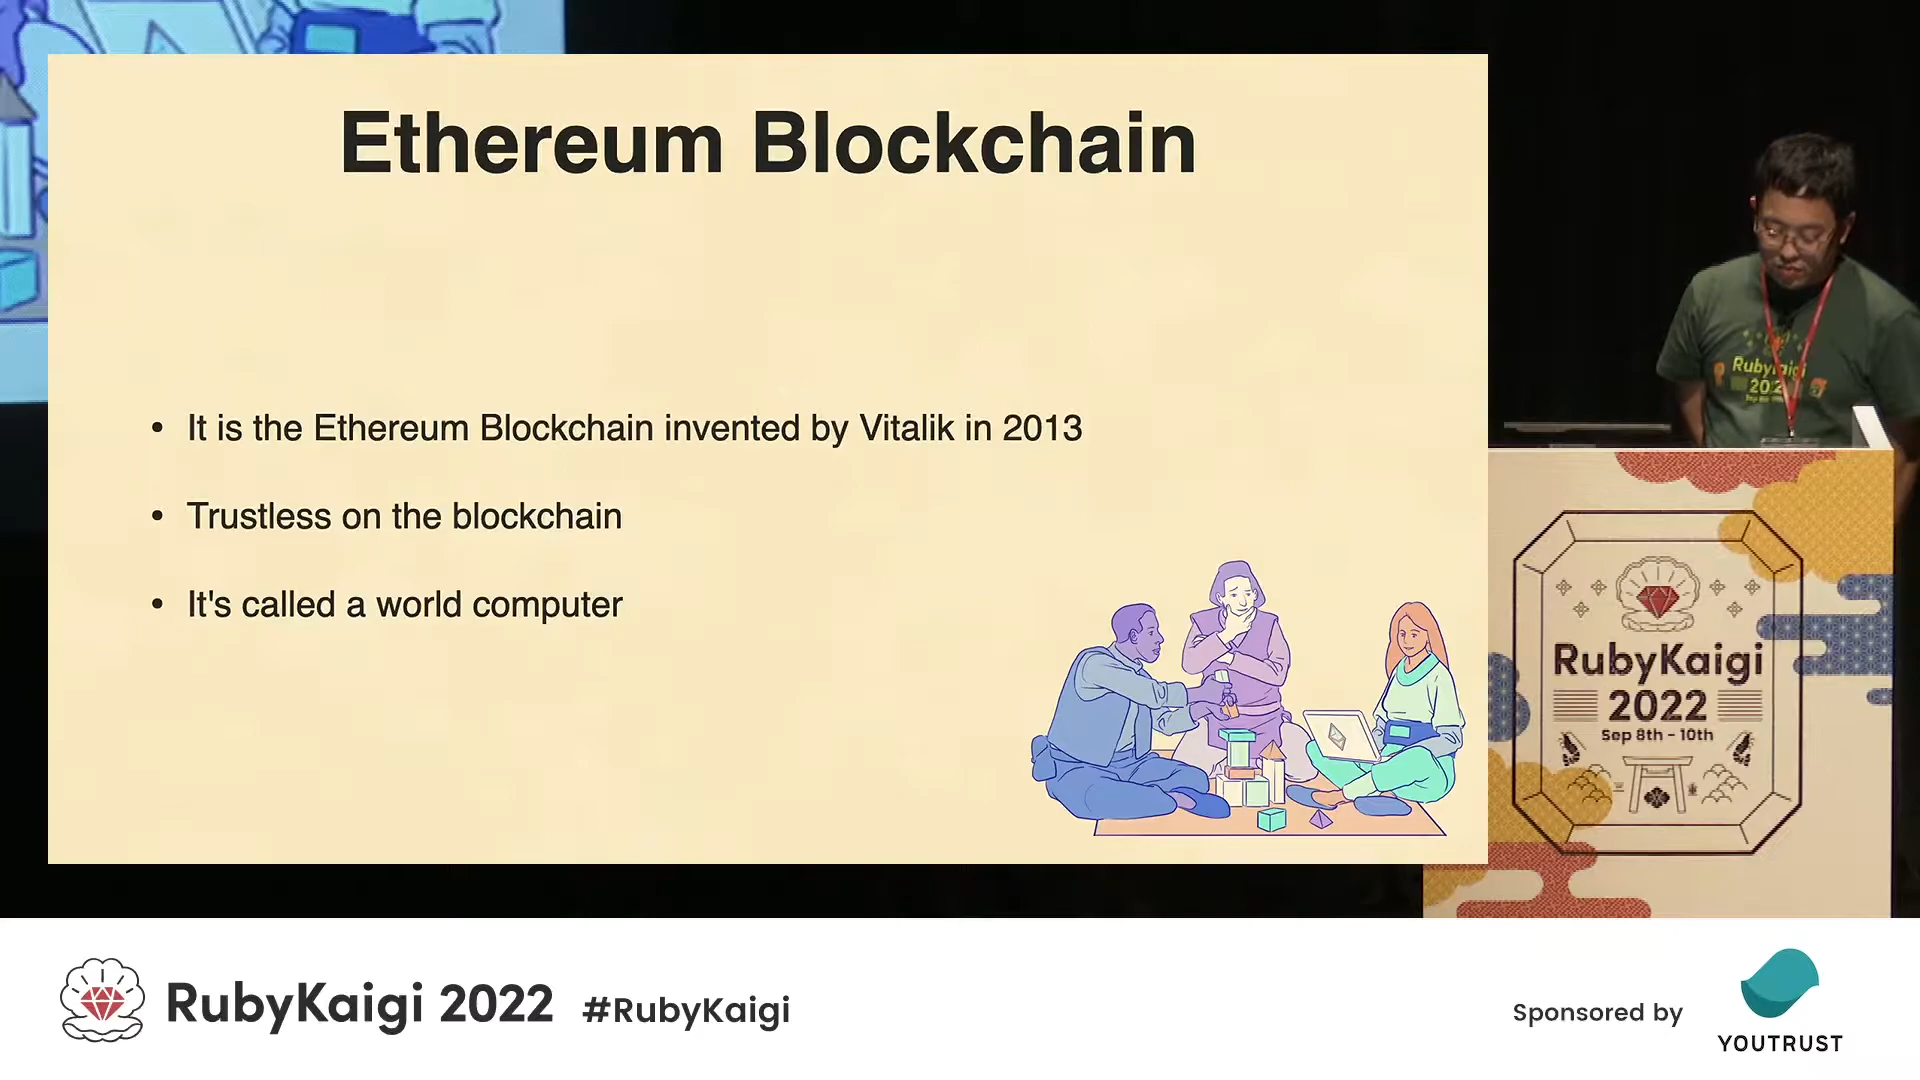 Ethereum Blockchain
• It is the Ethereum Blockchain invented by Vitalik in 2013
• Trustless on the blockchain
• It's called a world computer
RubyKaigi
RubyKaigi
2022
Sep 8th - 10th
RubyKaigi 2022 #RubyKaigi
Sponsored by
YOUTRUST